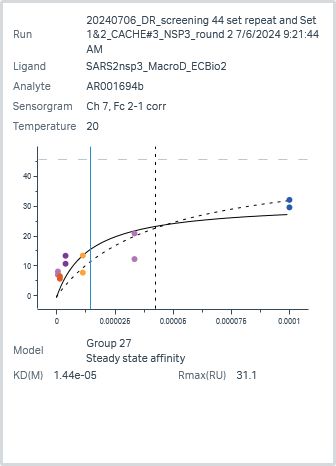 Run 20240706_DR_screening 44 set repeat and Set
1&2_CACHE#3_NSP3_round 2 7/6/2024 9:21:44
AM
Ligand SARS2nsp3_MacroD_ECBio2
Analyte AR001694b
Sensorgram Ch 7, Fc 2-1 corr
Temperature 20
40
30
20
10
0
0 0.000025 0.00005 0.000075 0.0001
Model Group 27
Steady state affinity
KD(M) 1.44e-05 Rmax(RU) 31.1